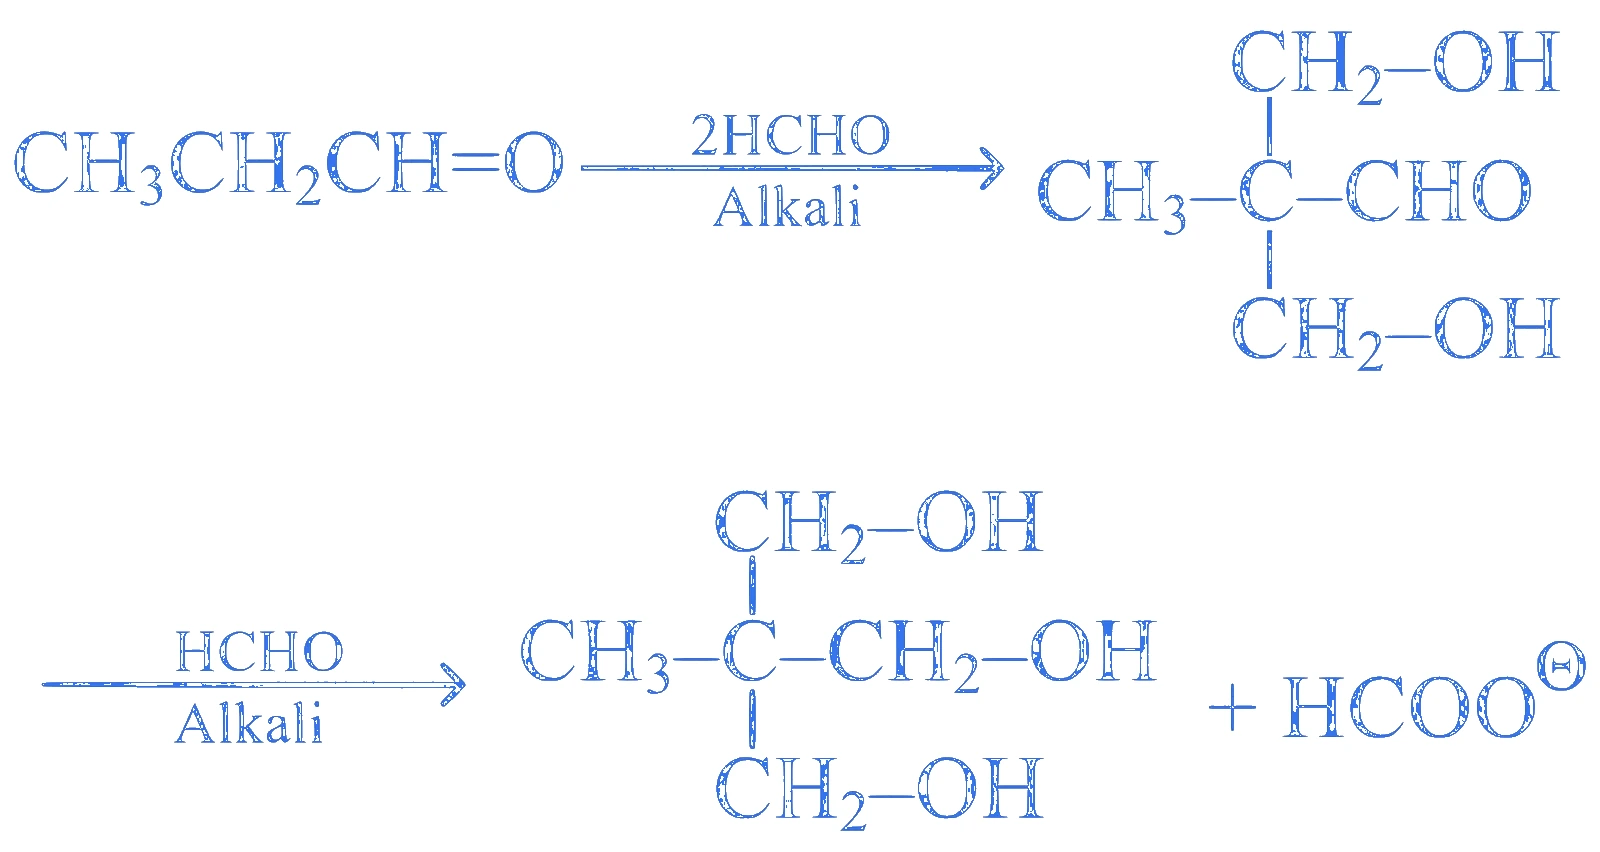 CH2–OH
CH3CH2CH=O 2HCHO Alkali CH3–C–CHO
CH2–OH
CH2–OH
HCHO Alkali CH3–C–CH2–OH + HCOO⊖
CH2–OH